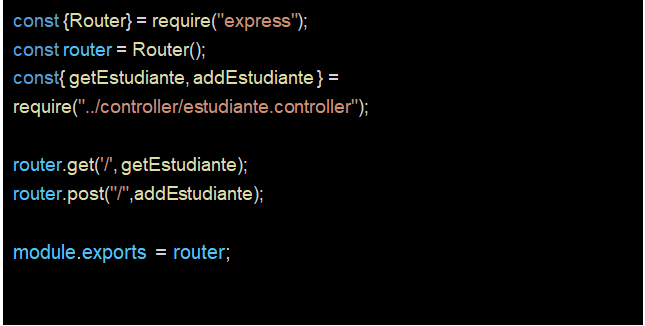 const {Router} = require("express");
const router = Router();
const{ getEstudiante, addEstudiante } =
require("../controller/estudiante.controller");
router.get('/', getEstudiante);
router.post("/",addEstudiante);
module.exports = router;